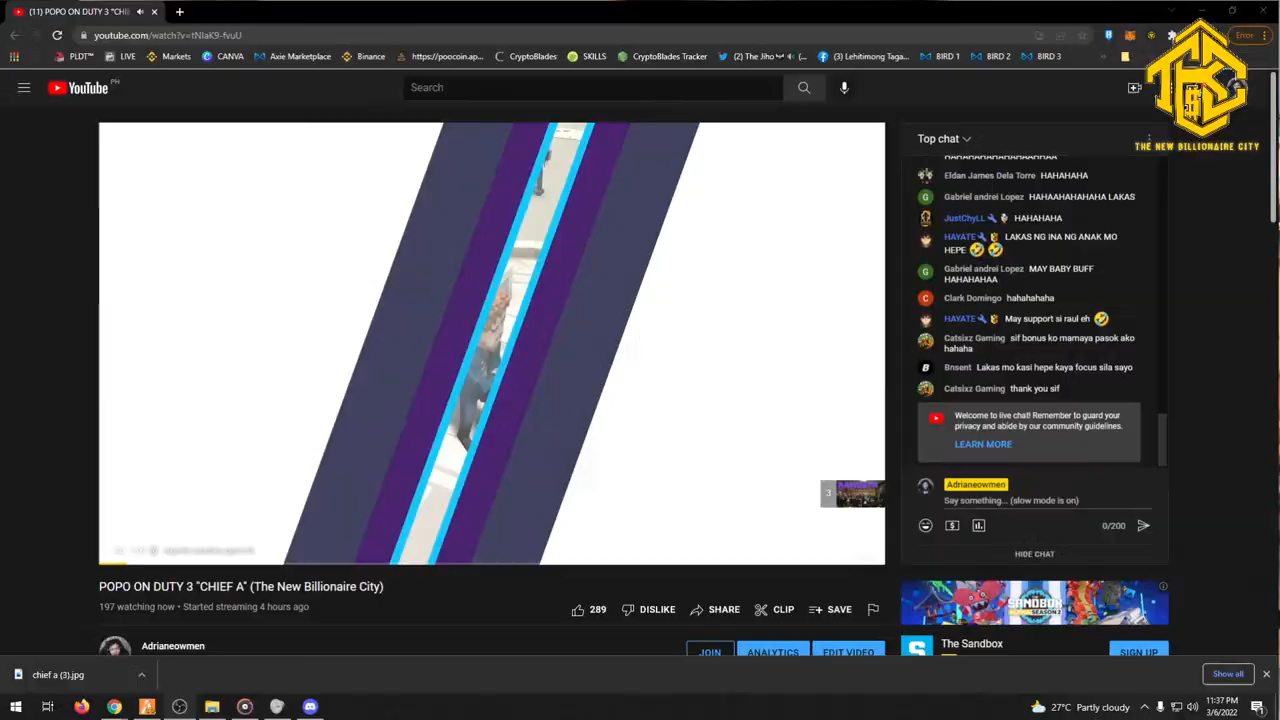 (11) POPO ON DUTY 3 "CHI
youtube.com/watch?v=tNIaK9-fvuU
Error
PLDT™
LIVE
Markets
CANVA
Axie Marketplace
Binance
https://poocoin.ap...
CryptoBlades
SKILLS
CryptoBlades Tracker
(2) The Jiho
(3) Lehitimong Taga...
BIRD 1
BIRD 2
BIRD 3
YouTube PH
Search
THE NEW BILLIONAIRE CITY
Top chat
Eldan James Dela Torre HAHAHAHA
Gabriel andrei Lopez HAHAAHAHAHAHA LAKAS
JustChyLL HAHAHAHA
HAYATE LAKAS NG INA NG ANAK MO
HEPE
Gabriel andrei Lopez MAY BABY BUFF
HAHAHAHAA
Clark Domingo hahahahaha
HAYATE May support si raul eh
Catsixz Gaming sif bonus ko mamaya pasok ako
hahaha
Bnsent Lakas mo kasi hepe kaya focus sila sayo
Catsixz Gaming thank you sif
Welcome to live chat! Remember to guard your
privacy and abide by our community guidelines.
LEARN MORE
Adrianeowmen
Say something... (slow mode is on)
0/200
HIDE CHAT
3
POPO ON DUTY 3 "CHIEF A" (The New Billionaire City)
197 watching now • Started streaming 4 hours ago
289
DISLIKE
SHARE
CLIP
SAVE
Adrianeowmen
JOIN
ANALYTICS
EDIT VIDEO
SANDBOX
The Sandbox
SIGN UP
chief a (3).jpg
Show all
27°C Partly cloudy
11:37 PM
3/6/2022